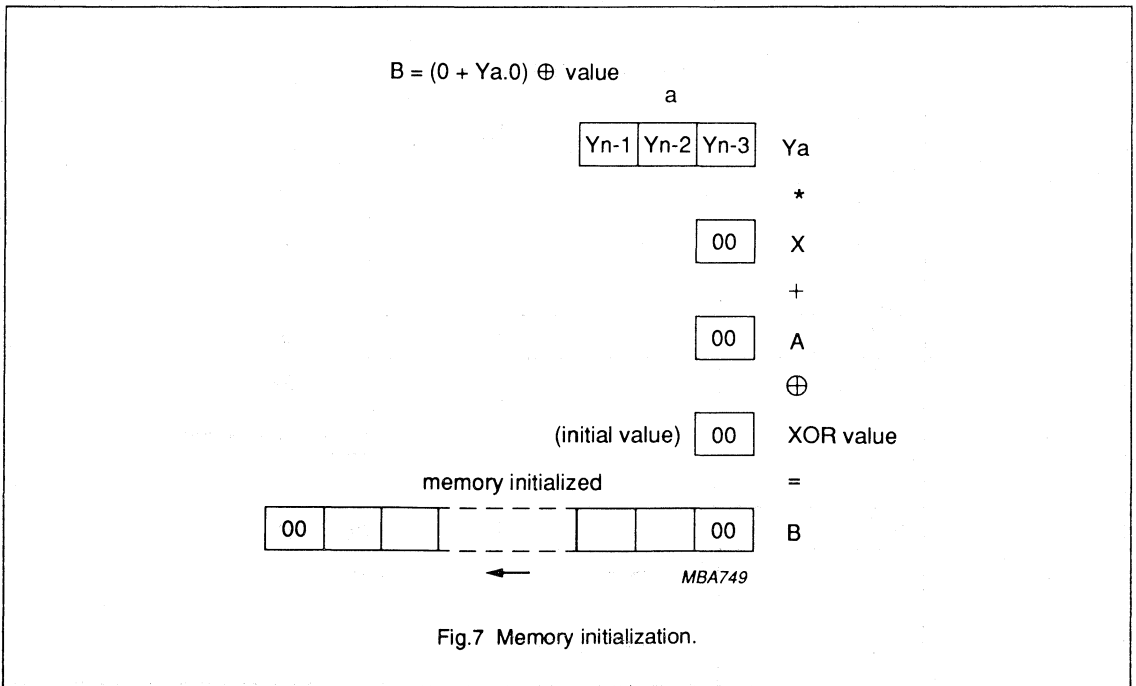 B = (0 + Ya.0) ⊕ value
a
Yn-1 Yn-2 Yn-3 Ya
*
00 X
+
00 A
⊕
(initial value) 00 XOR value
memory initialized =
00 00 B
MBA749
Fig.7 Memory initialization.